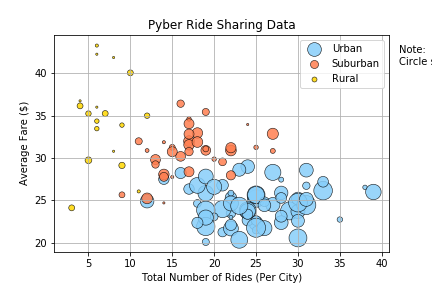 Pyber Ride Sharing Data
Urban
Suburban
Rural
Note:
Circle
Average Fare ($)
40
35
30
25
20
5
10
15
20
25
30
35
40
Total Number of Rides (Per City)